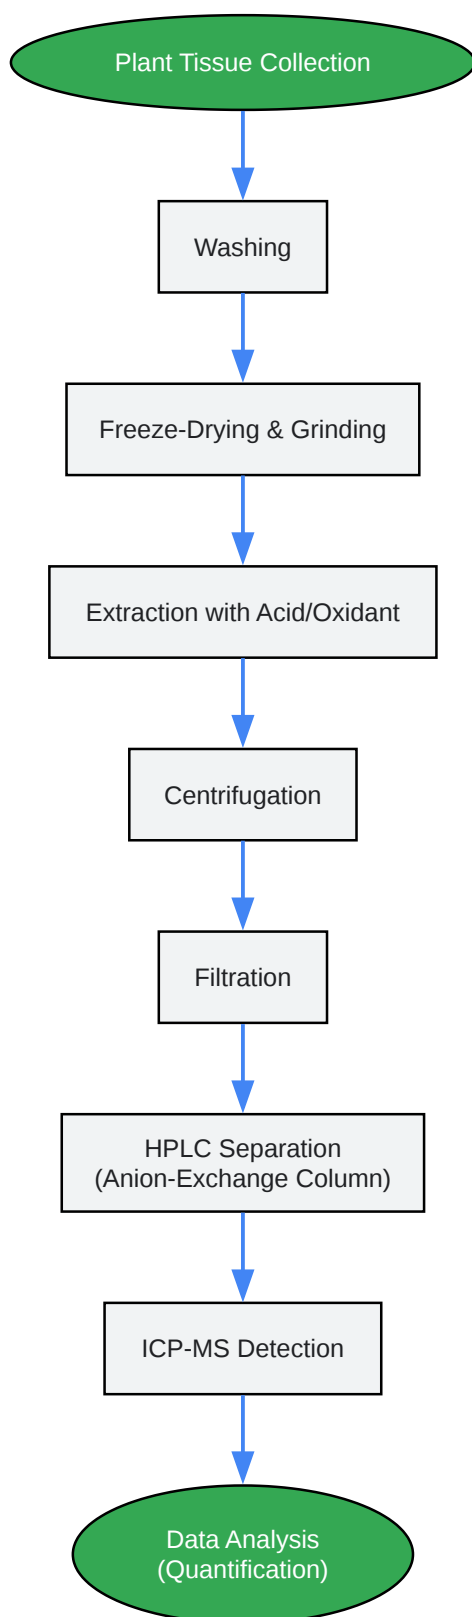 Plant Tissue Collection
Washing
Freeze-Drying & Grinding
Extraction with Acid/Oxidant
Centrifugation
Filtration
HPLC Separation
(Anion-Exchange Column)
ICP-MS Detection
Data Analysis
(Quantification)